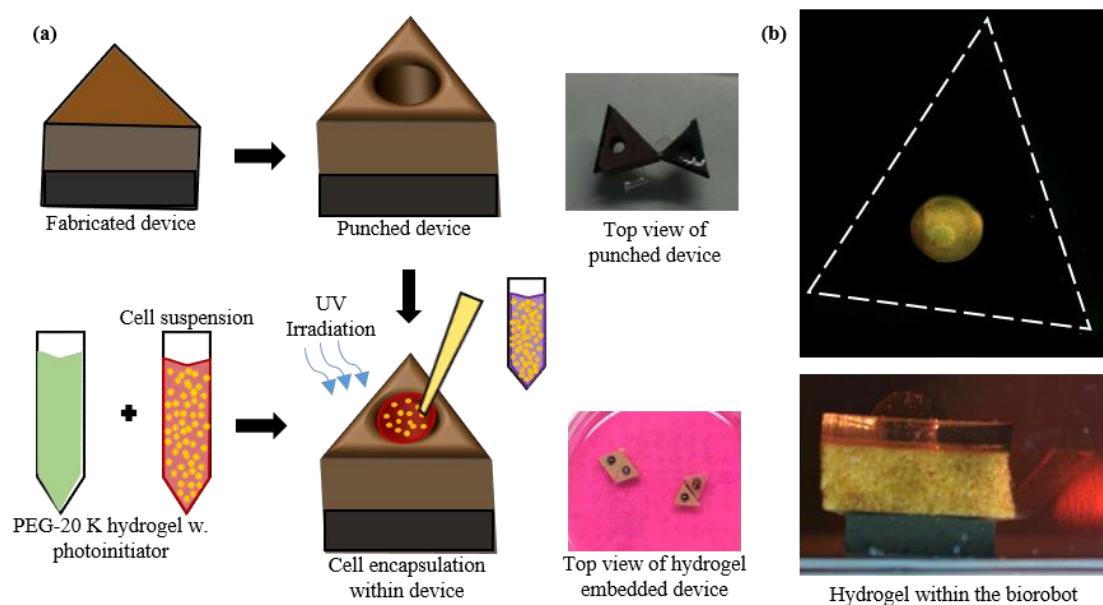 (a)
(b)
Fabricated device
Punched device
Top view of
punched device
Cell suspension
UV
Irradiation
PEG-20 K hydrogel w.
photoinitiator
Cell encapsulation
within device
Top view of hydrogel
embedded device
Hydrogel within the biorobot